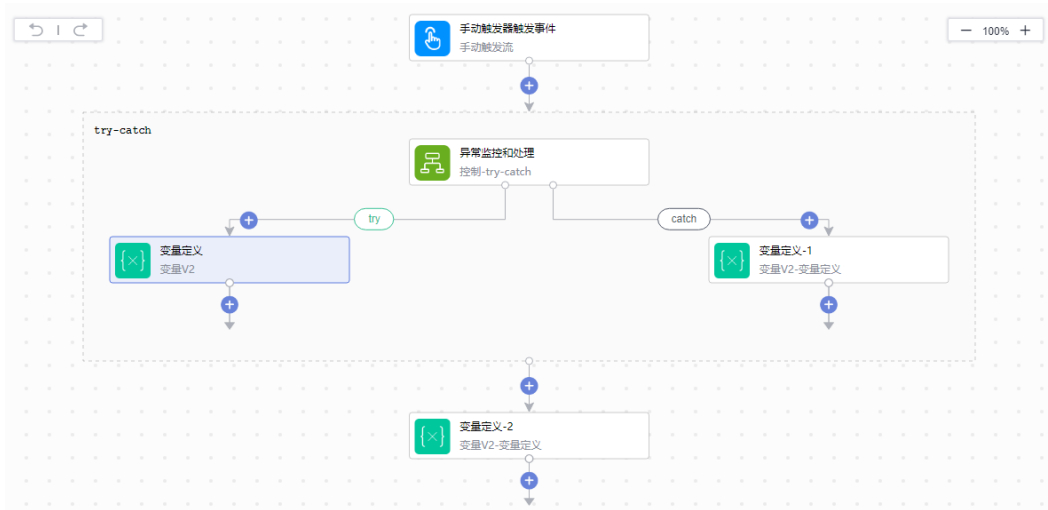 100%
手动触发器触发事件
手动触发流
try-catch
异常监控和处理
控制-try-catch
try
catch
变量定义
变量V2
变量定义-1
变量V2-变量定义
变量定义-2
变量V2-变量定义